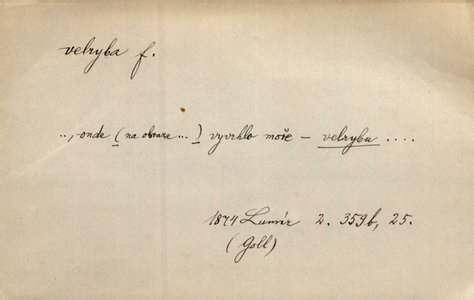 velryba f.
.., onde (na obraze ...) vyvrhlo moře – velrybu ....
1874 Lumír 2. 359b, 25.
(Goll)